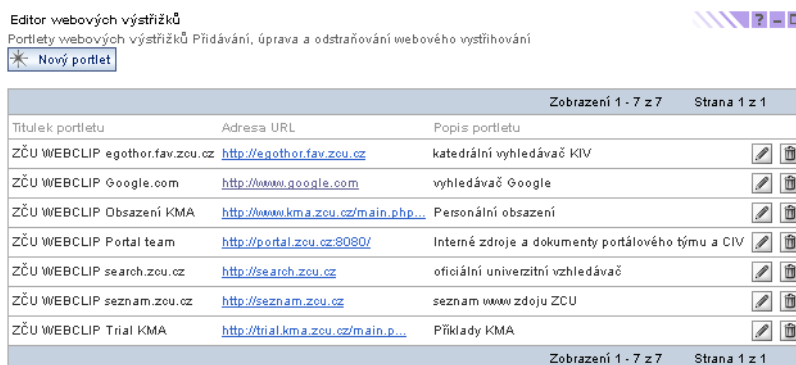 Editor webových výstřižků
Portlety webových výstřižků Přidávání, úprava a odstraňování webového vystřihování
Nový portlet
Zobrazení 1 - 7 z 7 Strana 1 z 1
Titulek portletu Adresa URL Popis portletu
ZČU WEBCLIP egothor.fav.zcu.cz http://egothor.fav.zcu.cz katedrální vyhledávač KIV
ZČU WEBCLIP Google.com http://www.google.com vyhledávač Google
ZČU WEBCLIP Obsazení KMA http://www.kma.zcu.cz/main.php... Personální obsazení
ZČU WEBCLIP Portal team http://portal.zcu.cz:8080/ Interné zdroje a dokumenty portálového týmu a CIV
ZČU WEBCLIP search.zcu.cz http://search.zcu.cz oficiální univerzitní vzhledávač
ZČU WEBCLIP seznam.zcu.cz http://seznam.zcu.cz seznam www zdoju ZCU
ZČU WEBCLIP Trial KMA http://trial.kma.zcu.cz/main.p... Příklady KMA
Zobrazení 1 - 7 z 7 Strana 1 z 1